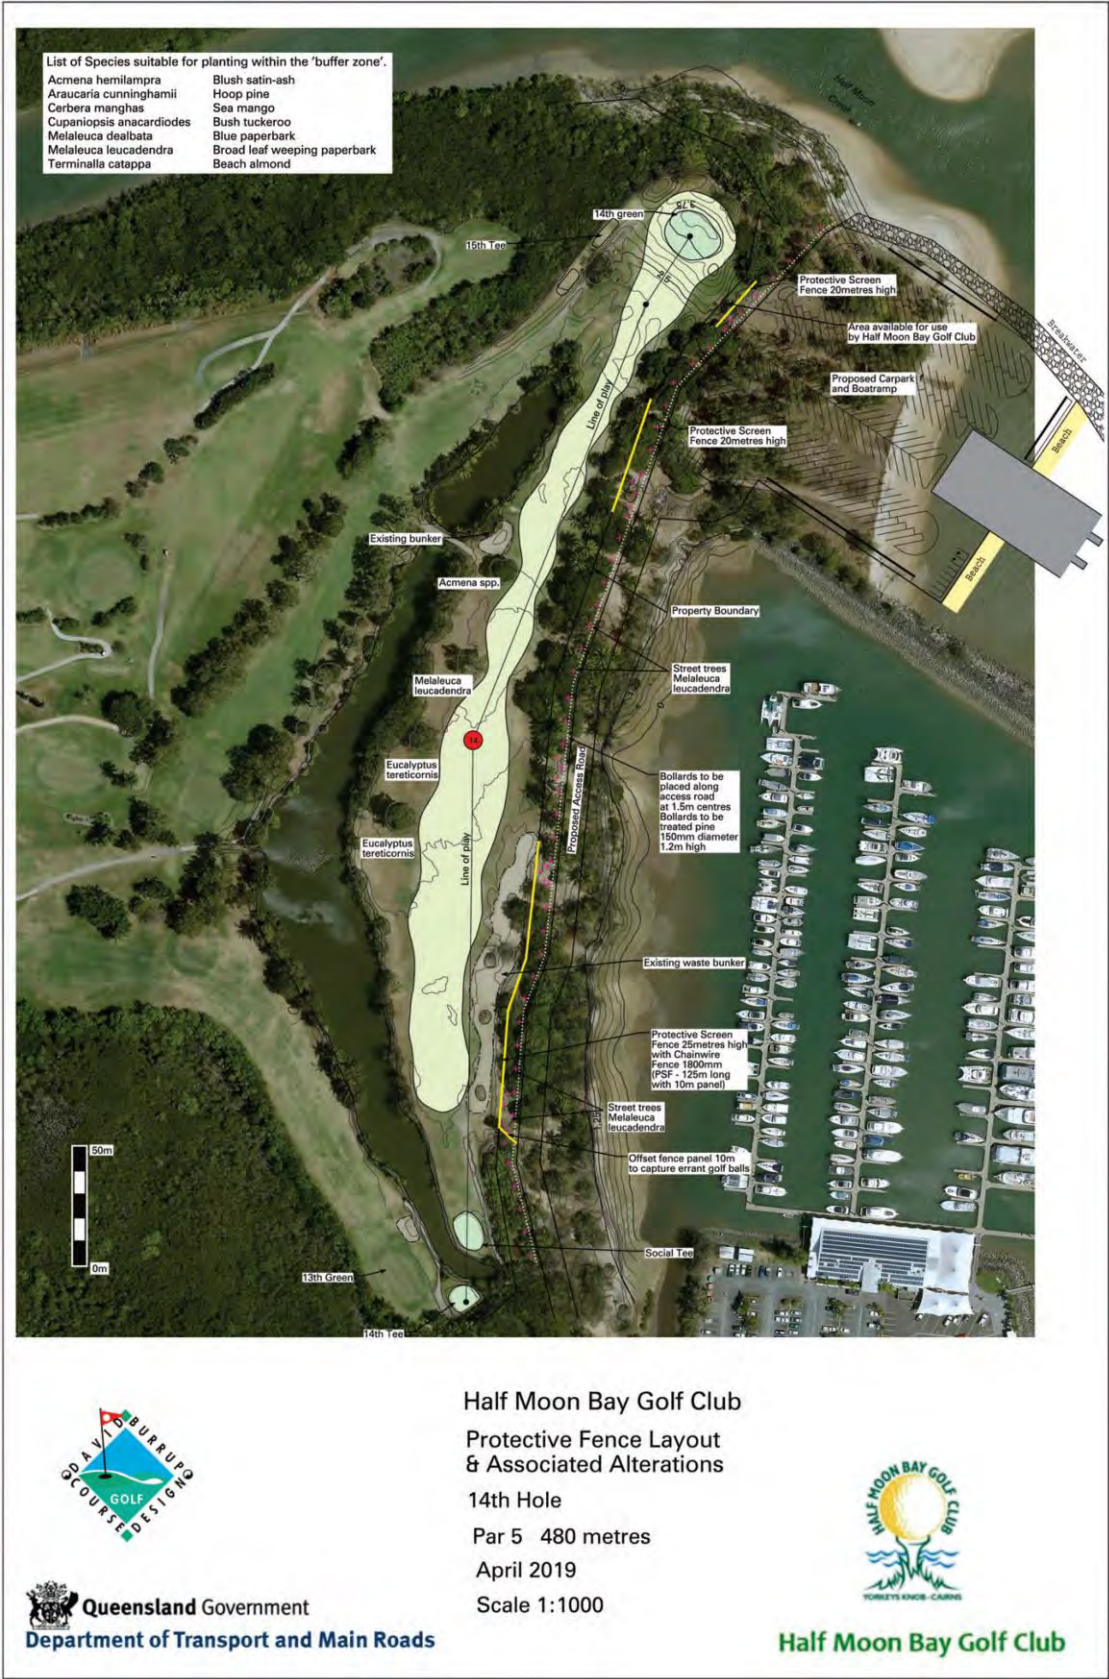 List of Species suitable for planting within the 'buffer zone'.
Acmena hemilampra Blush satin-ash
Araucaria cunninghamii Hoop pine
Cerbera manghas Sea mango
Cupaniopsis anacardiodes Bush tuckeroo
Melaleuca dealbata Blue paperbark
Melaleuca leucadendra Broad leaf weeping paperbark
Terminalla catappa Beach almond
Half Moon
Creek
14th green
3.75
15th Tee
2.5
Protective Screen
Fence 20metres high
Area available for use
by Half Moon Bay Golf Club
Breakwater
Proposed Carpark
and Boatramp
Line of play
Protective Screen
Fence 20metres high
Beach
Existing bunker
Acmena spp.
Beach
Property Boundary
Street trees
Melaleuca
leucadendra
Melaleuca
leucadendra
14
Eucalyptus
tereticornis
Proposed Access Road
Bollards to be
placed along
access road
at 1.5m centres
Bollards to be
treated pine
150mm diameter
1.2m high
Eucalyptus
tereticornis
Line of play
Existing waste bunker
Protective Screen
Fence 25metres high
with Chainwire
Fence 1800mm
(PSF - 125m long
with 10m panel)
Street trees
Melaleuca
leucadendra
1.25
50m
Offset fence panel 10m
to capture errant golf balls
0m
Social Tee
13th Green
14th Tee
Half Moon Bay Golf Club
Protective Fence Layout
& Associated Alterations
14th Hole
Par 5 480 metres
April 2019
Scale 1:1000
DAVID BURRUP
GOLF
COURSE DESIGN
HALF MOON BAY GOLF CLUB
YORKEYS KNOB - CAIRNS
Queensland Government
Department of Transport and Main Roads
Half Moon Bay Golf Club